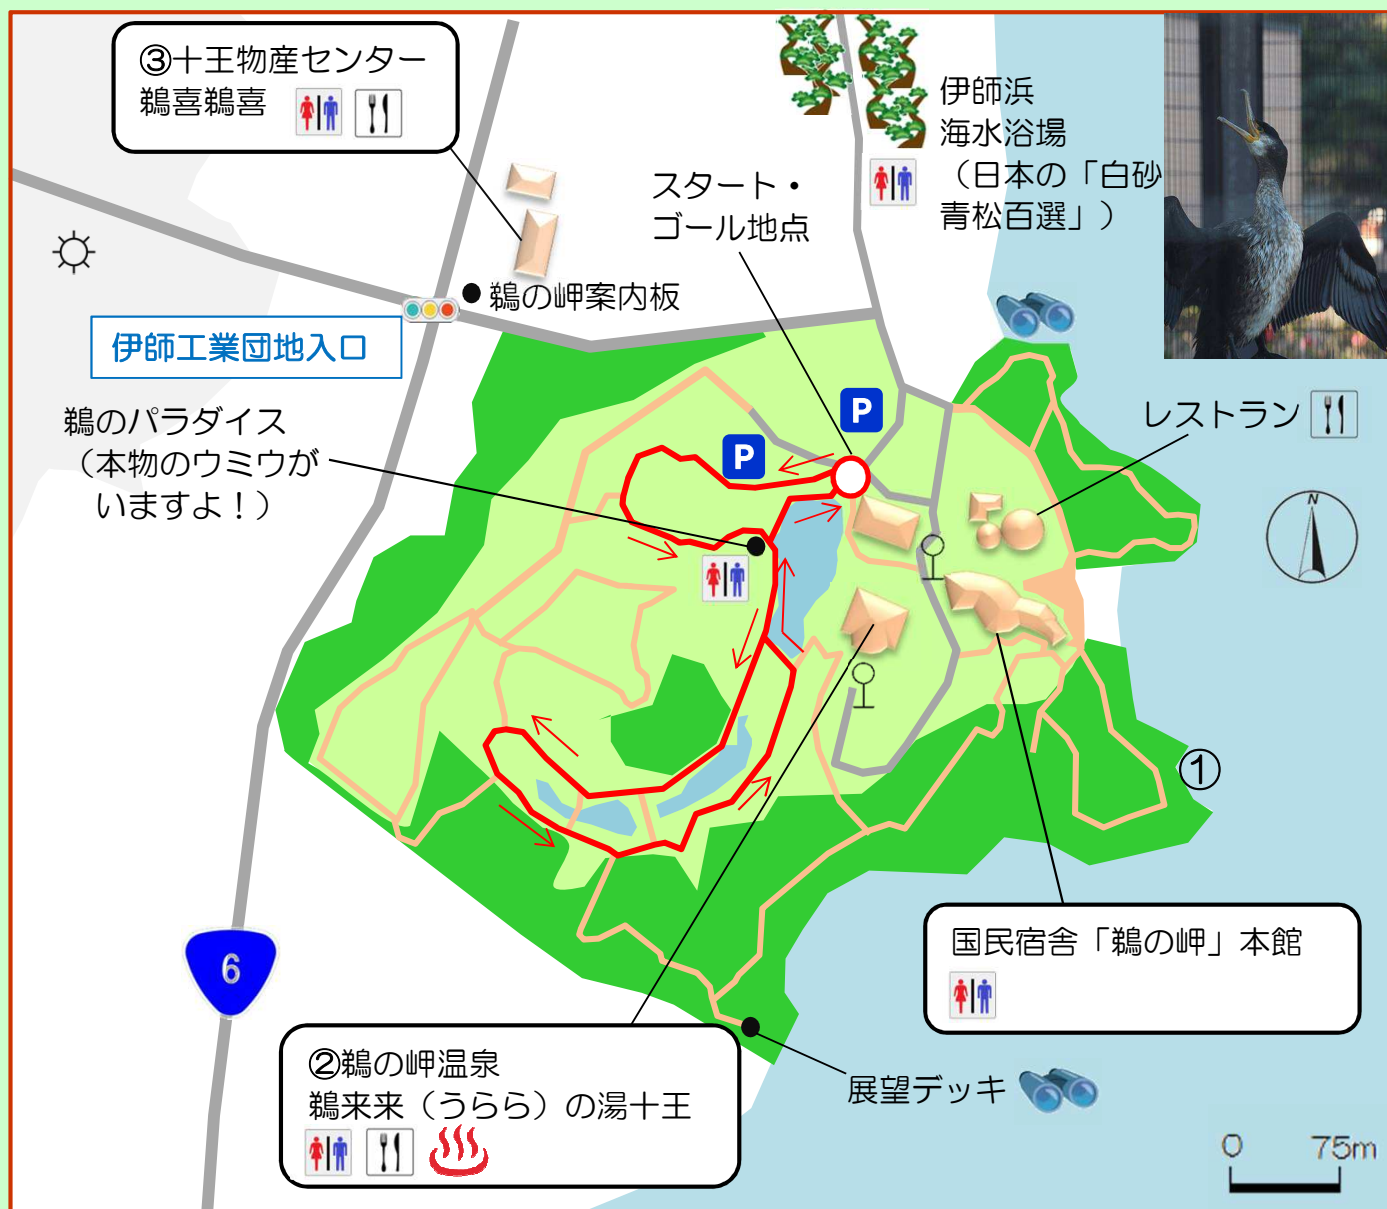 ③十王物産センター
鵜喜鵜喜
伊師浜
海水浴場
（日本の「白砂
青松百選」）
スタート・
ゴール地点
鵜の岬案内板
伊師工業団地入口
P
P
レストラン
鵜のパラダイス
（本物のウミウが
いますよ！）
N
①
6
国民宿舎「鵜の岬」本館
②鵜の岬温泉
鵜来来（うらら）の湯十王
展望デッキ
0 75m